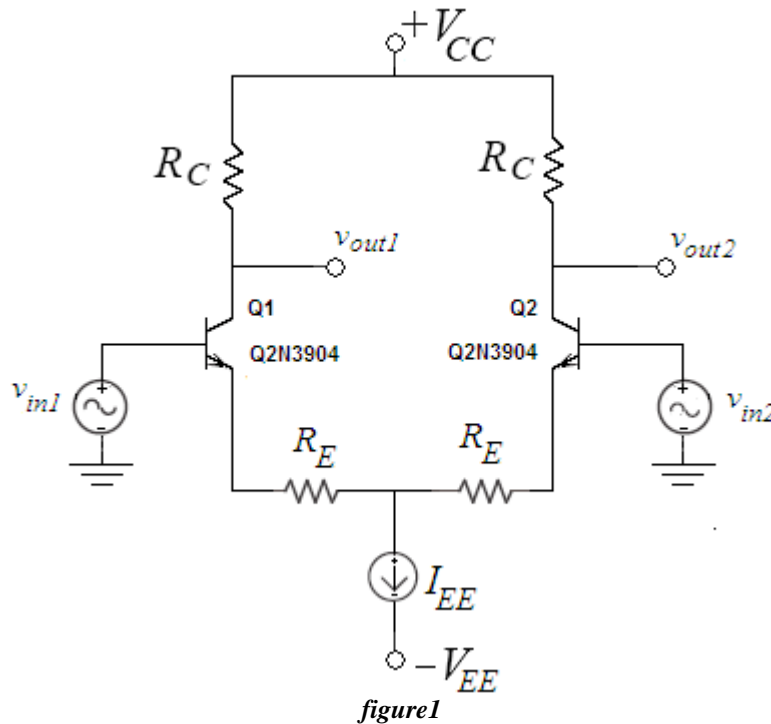 +VCC
RC
RC
vout1
vout2
Q1
Q2
Q2N3904
Q2N3904
vin1
vin2
RE
RE
IEE
-VEE
figure1